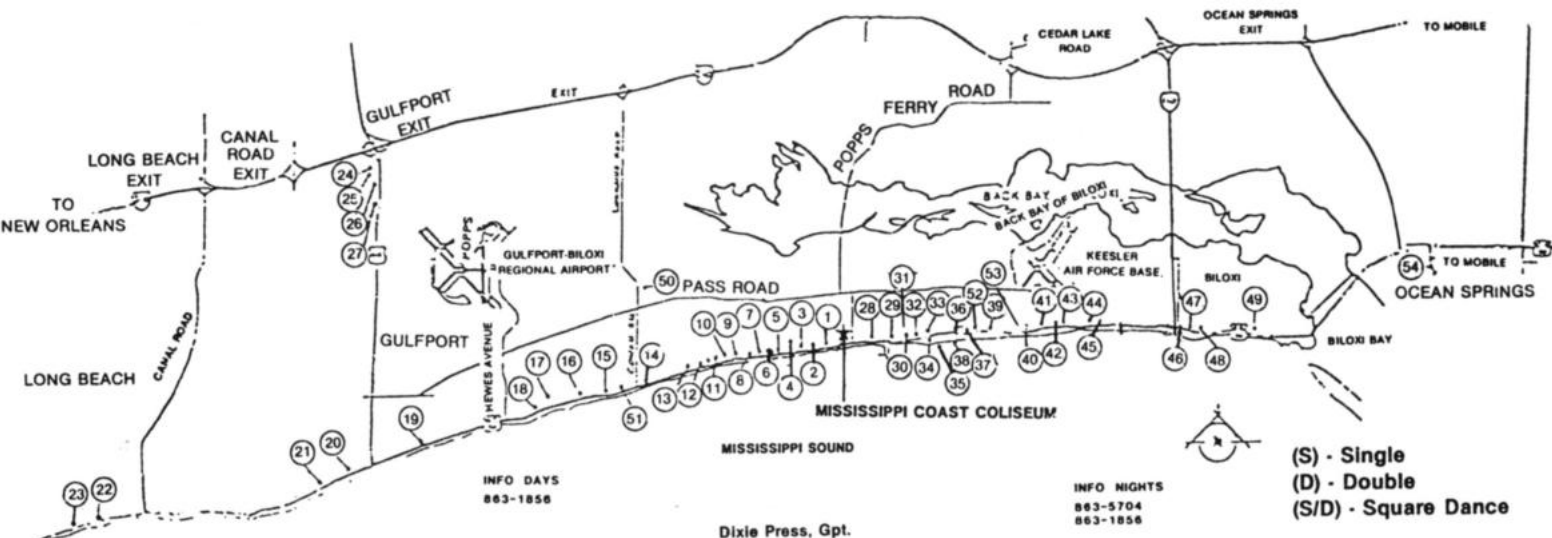 OCEAN SPRINGS
EXIT
TO MOBILE
CEDAR LAKE
ROAD
EXIT
GULFPORT
EXIT
FERRY ROAD
POPPS
CANAL
ROAD
EXIT
LONG BEACH
EXIT
TO
NEW ORLEANS
24
25
26
27
BACK BAY
BACK BAY OF BILOXI
POPPS
GULFPORT-BILOXI
REGIONAL AIRPORT
KEESLER
AIR FORCE BASE.
BILOXI
TO MOBILE
54
OCEAN SPRINGS
50
PASS ROAD
31
53
10 9 7 5 3 1 28 29 32 33 36 52 39 41 43 44 47 49
GULFPORT
HEWES AVENUE
CANAL ROAD
LONG BEACH
BILOXI BAY
17 16 15 14
18
13 12 11 8 6 4 2
30 34 35 38 37 40 42 45 46 48
51
19
20
21
22
23
MISSISSIPPI COAST COLISEUM
MISSISSIPPI SOUND
INFO DAYS
863-1856
INFO NIGHTS
863-5704
863-1856
(S) - Single
(D) - Double
(S/D) - Square Dance
Dixie Press, Gpt.